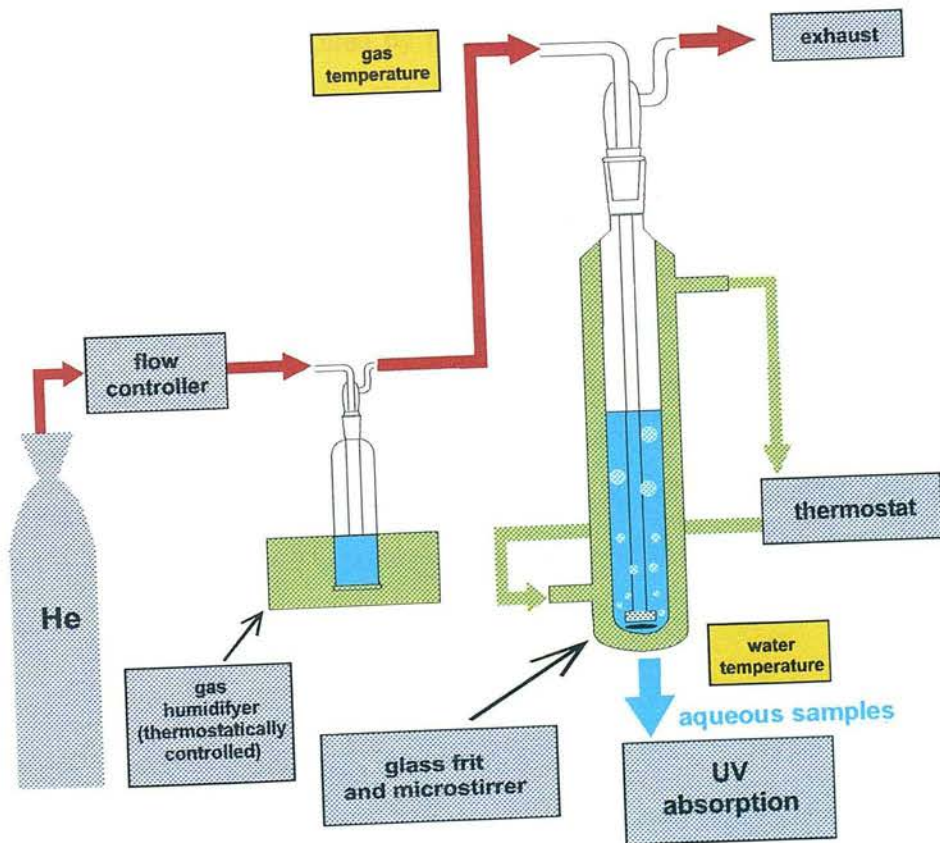 gas
temperature
exhaust
flow
controller
thermostat
He
water
temperature
gas
humidifyer
(thermostatically
controlled)
aqueous samples
glass frit
and microstirrer
UV
absorption